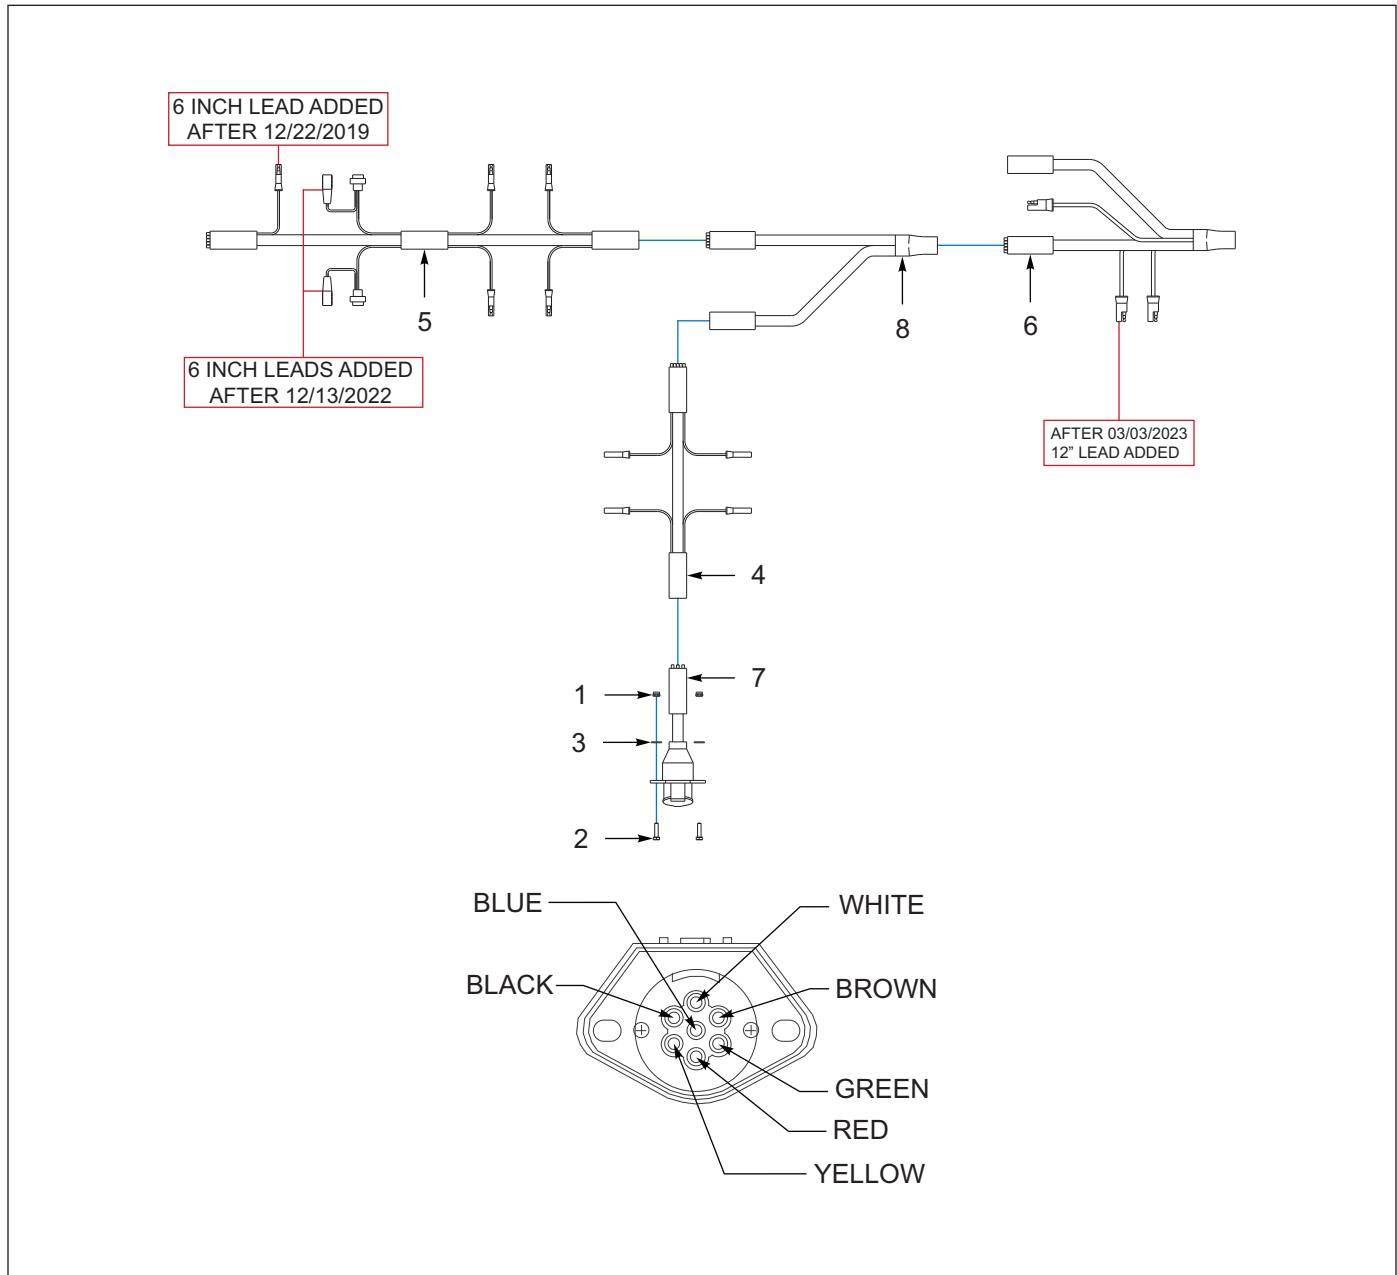 6 INCH LEAD ADDED
AFTER 12/22/2019
5
8
6
6 INCH LEADS ADDED
AFTER 12/13/2022
AFTER 03/03/2023
12” LEAD ADDED
4
7
1
3
2
BLUE
WHITE
BLACK
BROWN
GREEN
RED
YELLOW